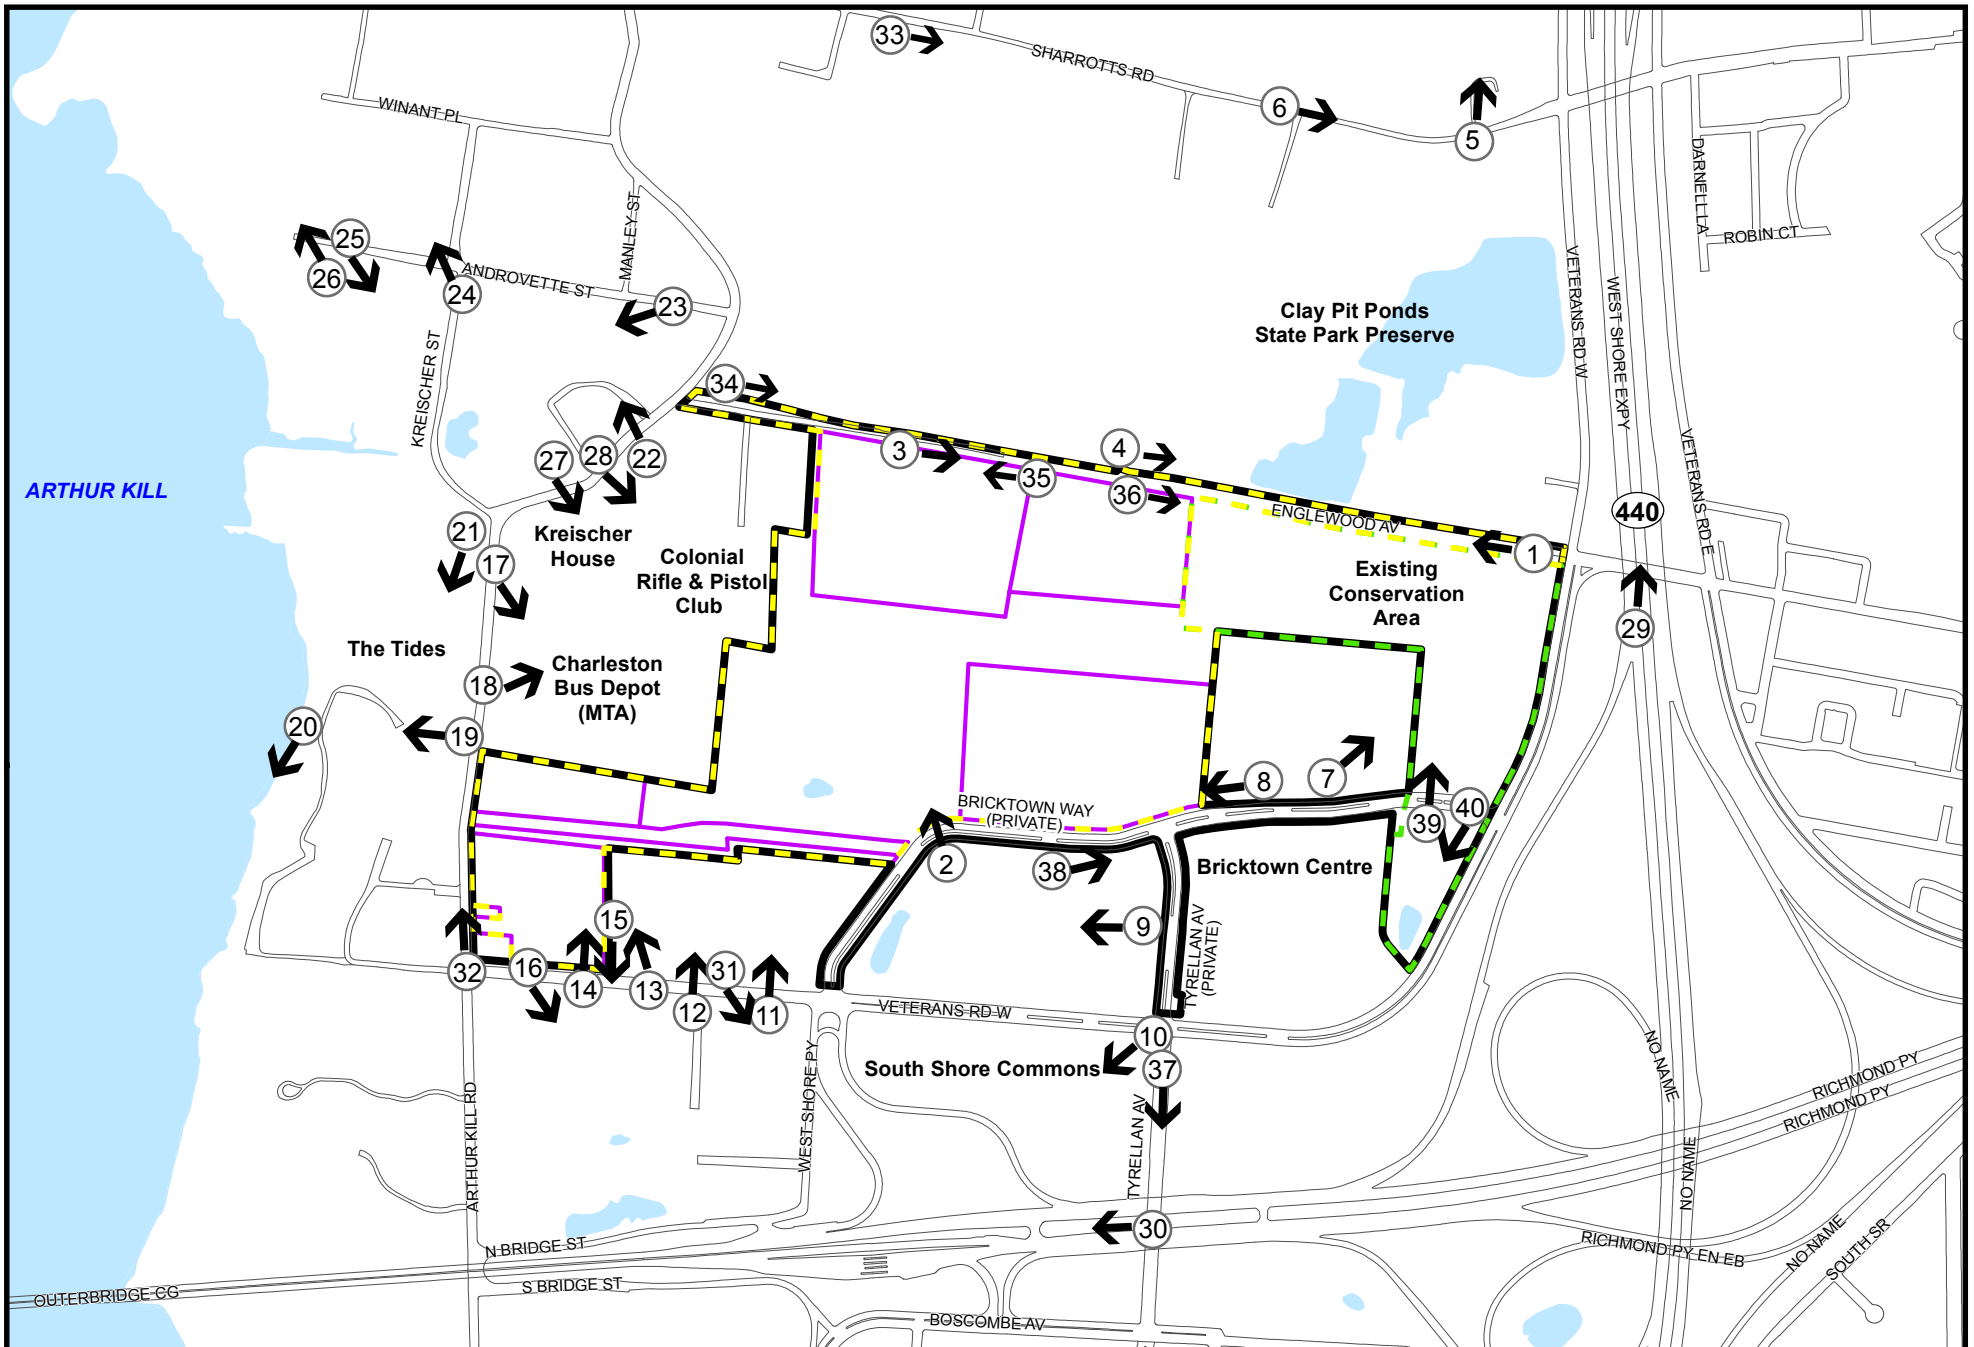 33
SHARROTTS RD
6
5
WINANT PL
DARNELL LA
ROBIN CT
MANLEY ST
25
26
24
ANDROVETTE ST
23
VETERANS RD W
WEST SHORE EXPY
Clay Pit Ponds
State Park Preserve
KREISCHER ST
34
VETERANS RD E
3
4
35
36
27
28
22
ARTHUR KILL
440
ENGLEWOOD AV
1
21
17
Kreischer
House
Colonial
Rifle & Pistol
Club
Existing
Conservation
Area
29
The Tides
Charleston
Bus Depot
(MTA)
18
20
19
8
7
BRICKTOWN WAY
(PRIVATE)
40
39
2
38
Bricktown Centre
15
9
TYRELLAN AV
(PRIVATE)
32
16
14
13
31
12
11
VETERANS RD W
10
South Shore Commons
37
WEST SHORE PY
NO NAME
RICHMOND PY
RICHMOND PY
ARTHUR KILL RD
TYRELLAN AV
NO NAME
30
N BRIDGE ST
RICHMOND PY EN EB
NO NAME
SOUTH SR
OUTERBRIDGE CG
S BRIDGE ST
BOSCOMBE AV